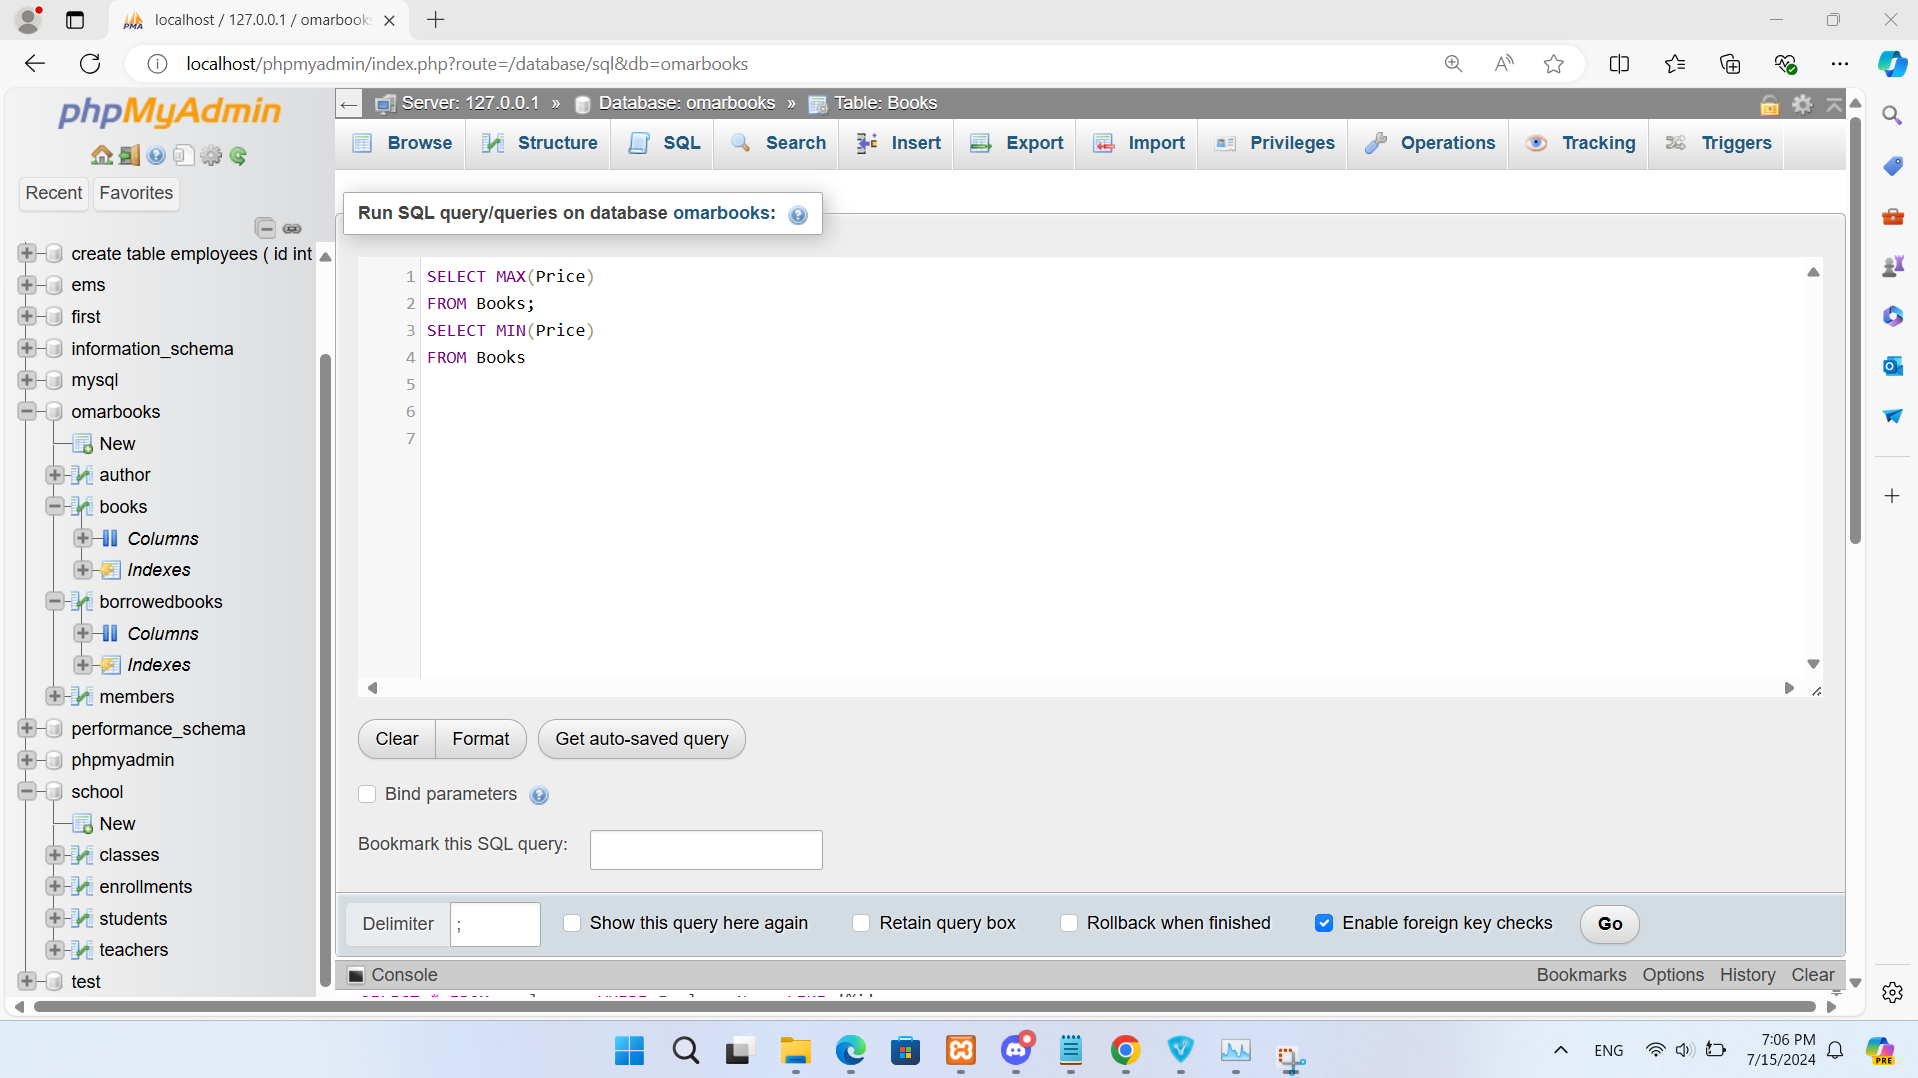 localhost / 127.0.0.1 / omarbook
localhost/phpmyadmin/index.php?route=/database/sql&db=omarbooks
phpMyAdmin
Recent
Favorites
create table employees ( id int
ems
first
information_schema
mysql
omarbooks
New
author
books
Columns
Indexes
borrowedbooks
Columns
Indexes
members
performance_schema
phpmyadmin
school
New
classes
enrollments
students
teachers
test
Server: 127.0.0.1 » Database: omarbooks » Table: Books
Browse
Structure
SQL
Search
Insert
Export
Import
Privileges
Operations
Tracking
Triggers
Run SQL query/queries on database omarbooks:
1 SELECT MAX(Price)
2 FROM Books;
3 SELECT MIN(Price)
4 FROM Books
5
6
7
Clear
Format
Get auto-saved query
Bind parameters
Bookmark this SQL query:
Delimiter ;
Show this query here again
Retain query box
Rollback when finished
Enable foreign key checks
Go
Console
Bookmarks Options History Clear
ENG
7:06 PM
7/15/2024
PRE